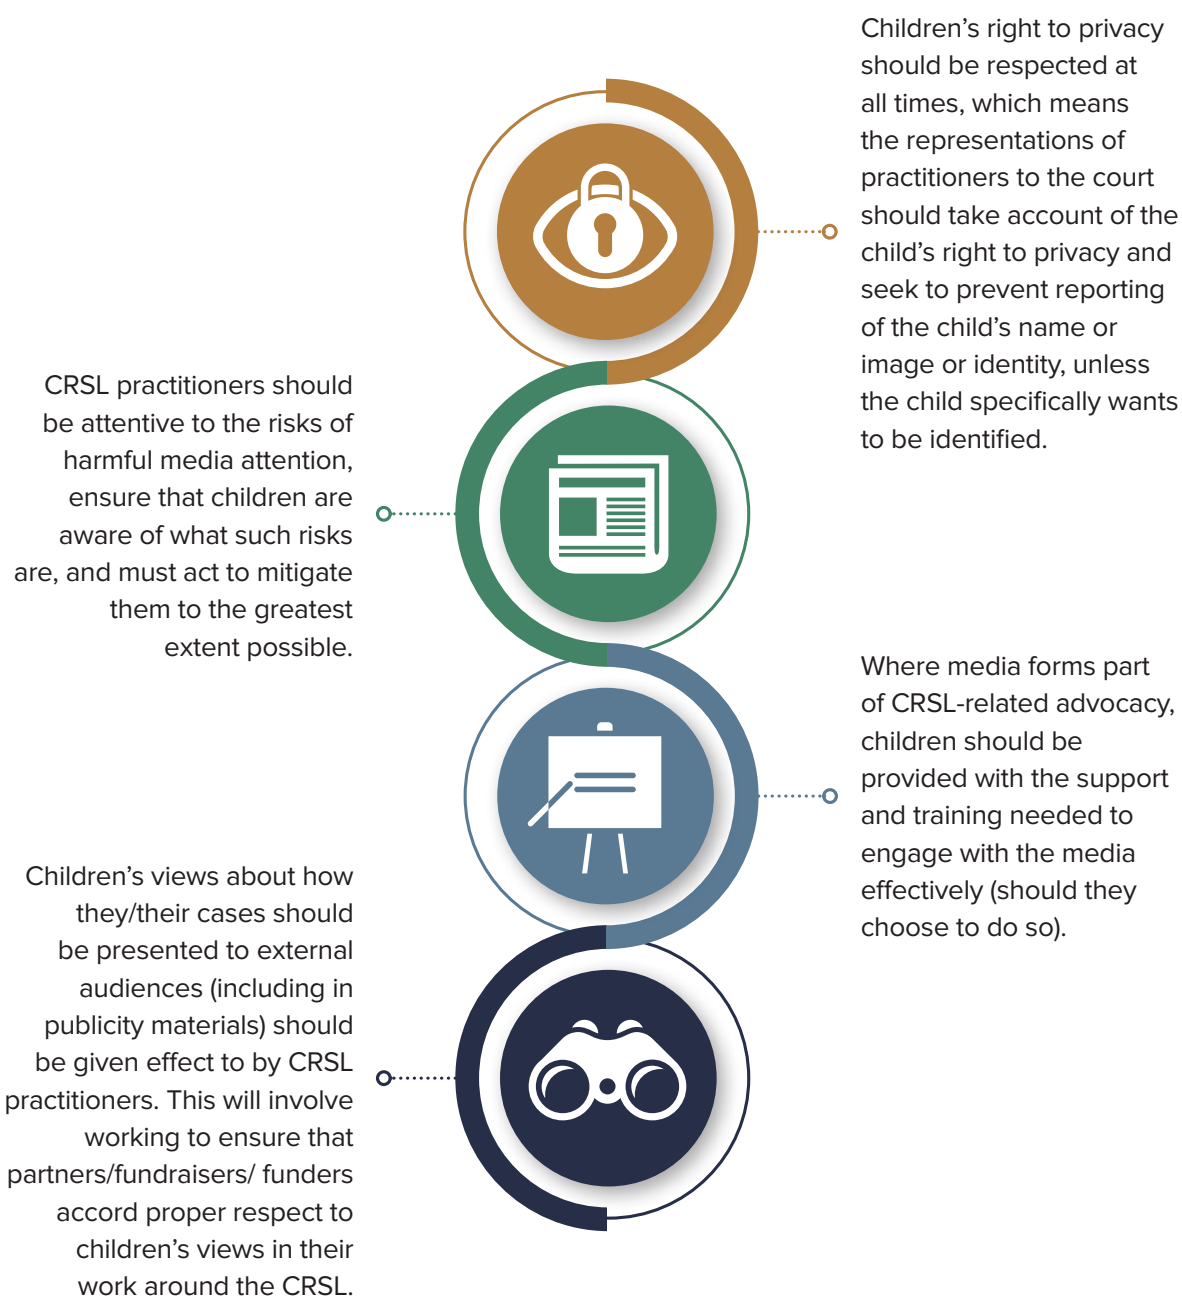 Children’s right to privacy
should be respected at
all times, which means
the representations of
practitioners to the court
should take account of the
child’s right to privacy and
seek to prevent reporting
of the child’s name or
image or identity, unless
the child specifically wants
to be identified.
CRSL practitioners should
be attentive to the risks of
harmful media attention,
ensure that children are
aware of what such risks
are, and must act to mitigate
them to the greatest
extent possible.
Where media forms part
of CRSL-related advocacy,
children should be
provided with the support
and training needed to
engage with the media
effectively (should they
choose to do so).
Children’s views about how
they/their cases should
be presented to external
audiences (including in
publicity materials) should
be given effect to by CRSL
practitioners. This will involve
working to ensure that
partners/fundraisers/ funders
accord proper respect to
children’s views in their
work around the CRSL.